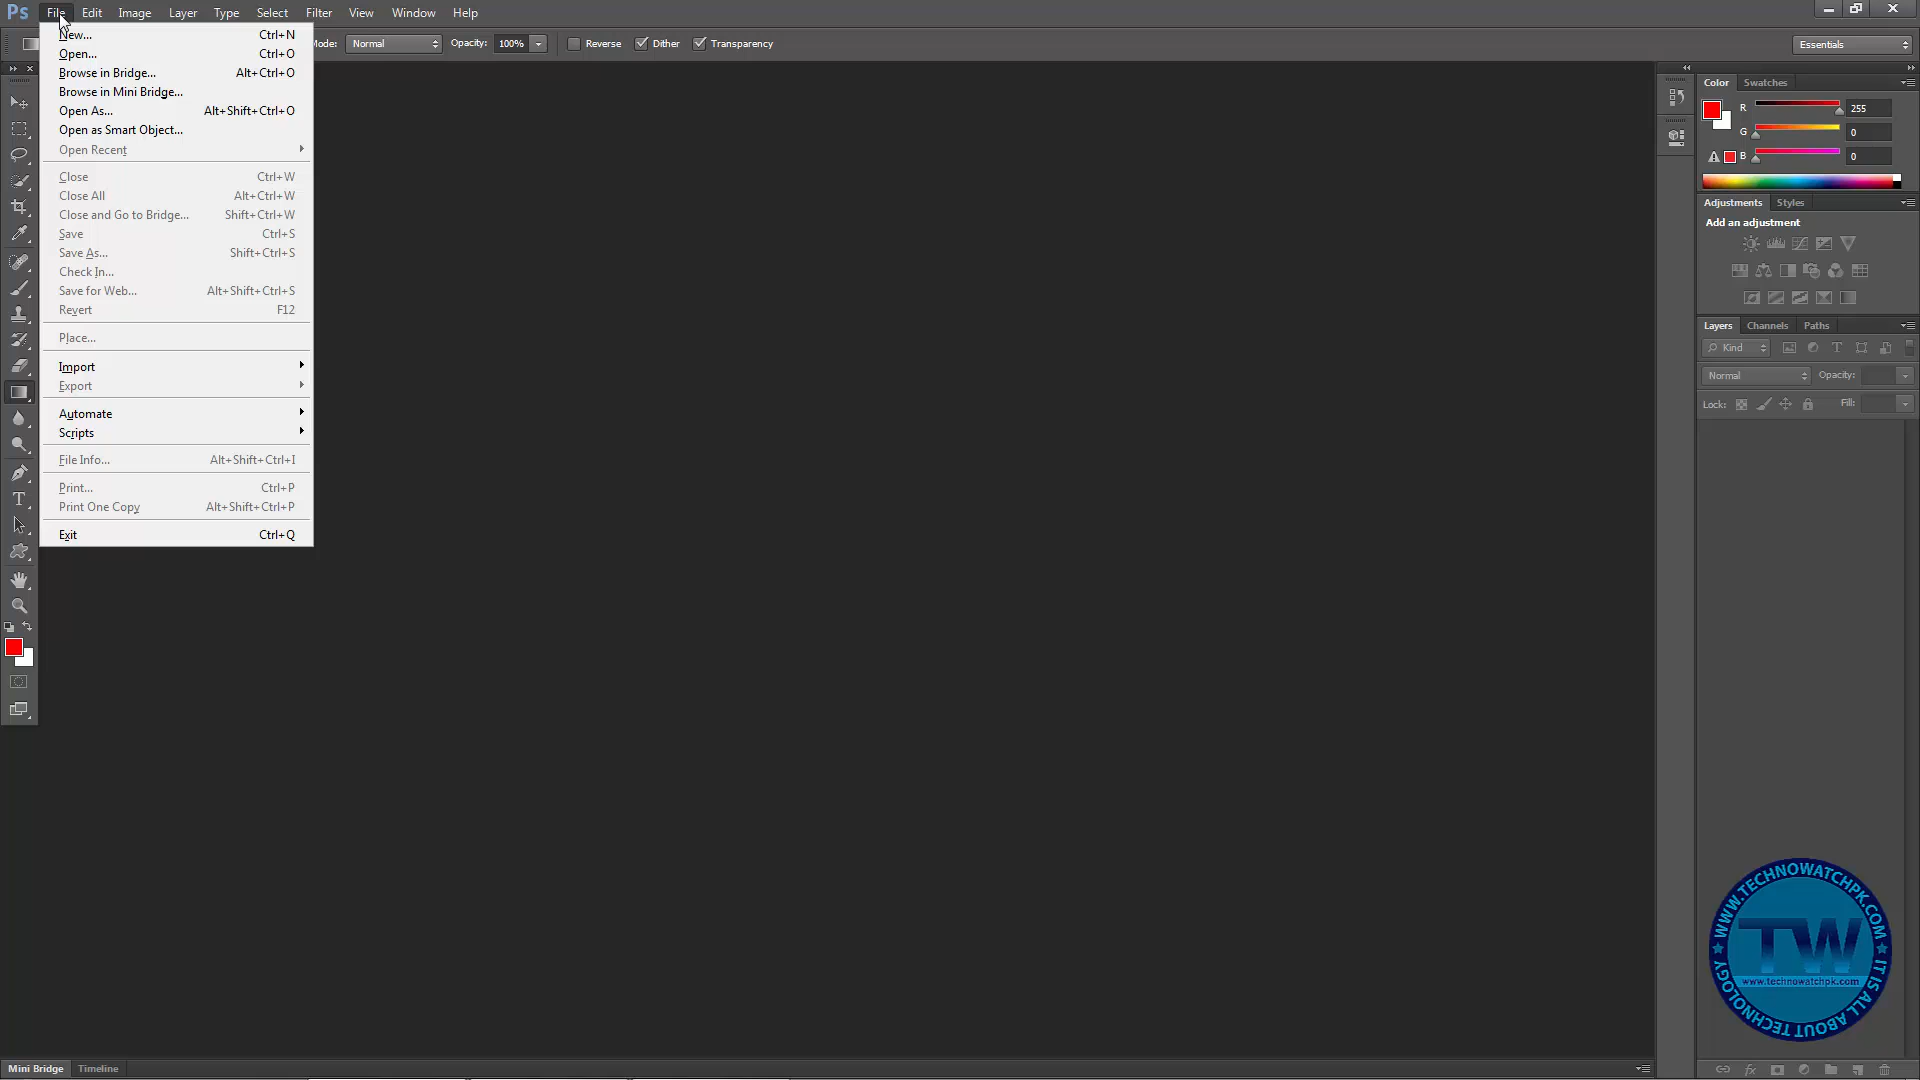 Ps File Edit Image Layer Type Select Filter View Window Help
Mode: Normal Opacity: 100% Reverse Dither Transparency Essentials
New... Ctrl+N
Open... Ctrl+O
Browse in Bridge... Alt+Ctrl+O
Browse in Mini Bridge...
Open As... Alt+Shift+Ctrl+O
Open as Smart Object...
Open Recent
Close Ctrl+W
Close All Alt+Ctrl+W
Close and Go to Bridge... Shift+Ctrl+W
Save Ctrl+S
Save As... Shift+Ctrl+S
Check In...
Save for Web... Alt+Shift+Ctrl+S
Revert F12
Place...
Import
Export
Automate
Scripts
File Info... Alt+Shift+Ctrl+I
Print... Ctrl+P
Print One Copy Alt+Shift+Ctrl+P
Exit Ctrl+Q
Color Swatches
R 255
G 0
B 0
Adjustments Styles
Add an adjustment
Layers Channels Paths
Kind
Normal Opacity:
Lock: Fill:
WWW.TECHNOWATCHPK.COM
TW
www.technowatchpk.com
IT IS ALL ABOUT TECHNOLOGY
Mini Bridge Timeline